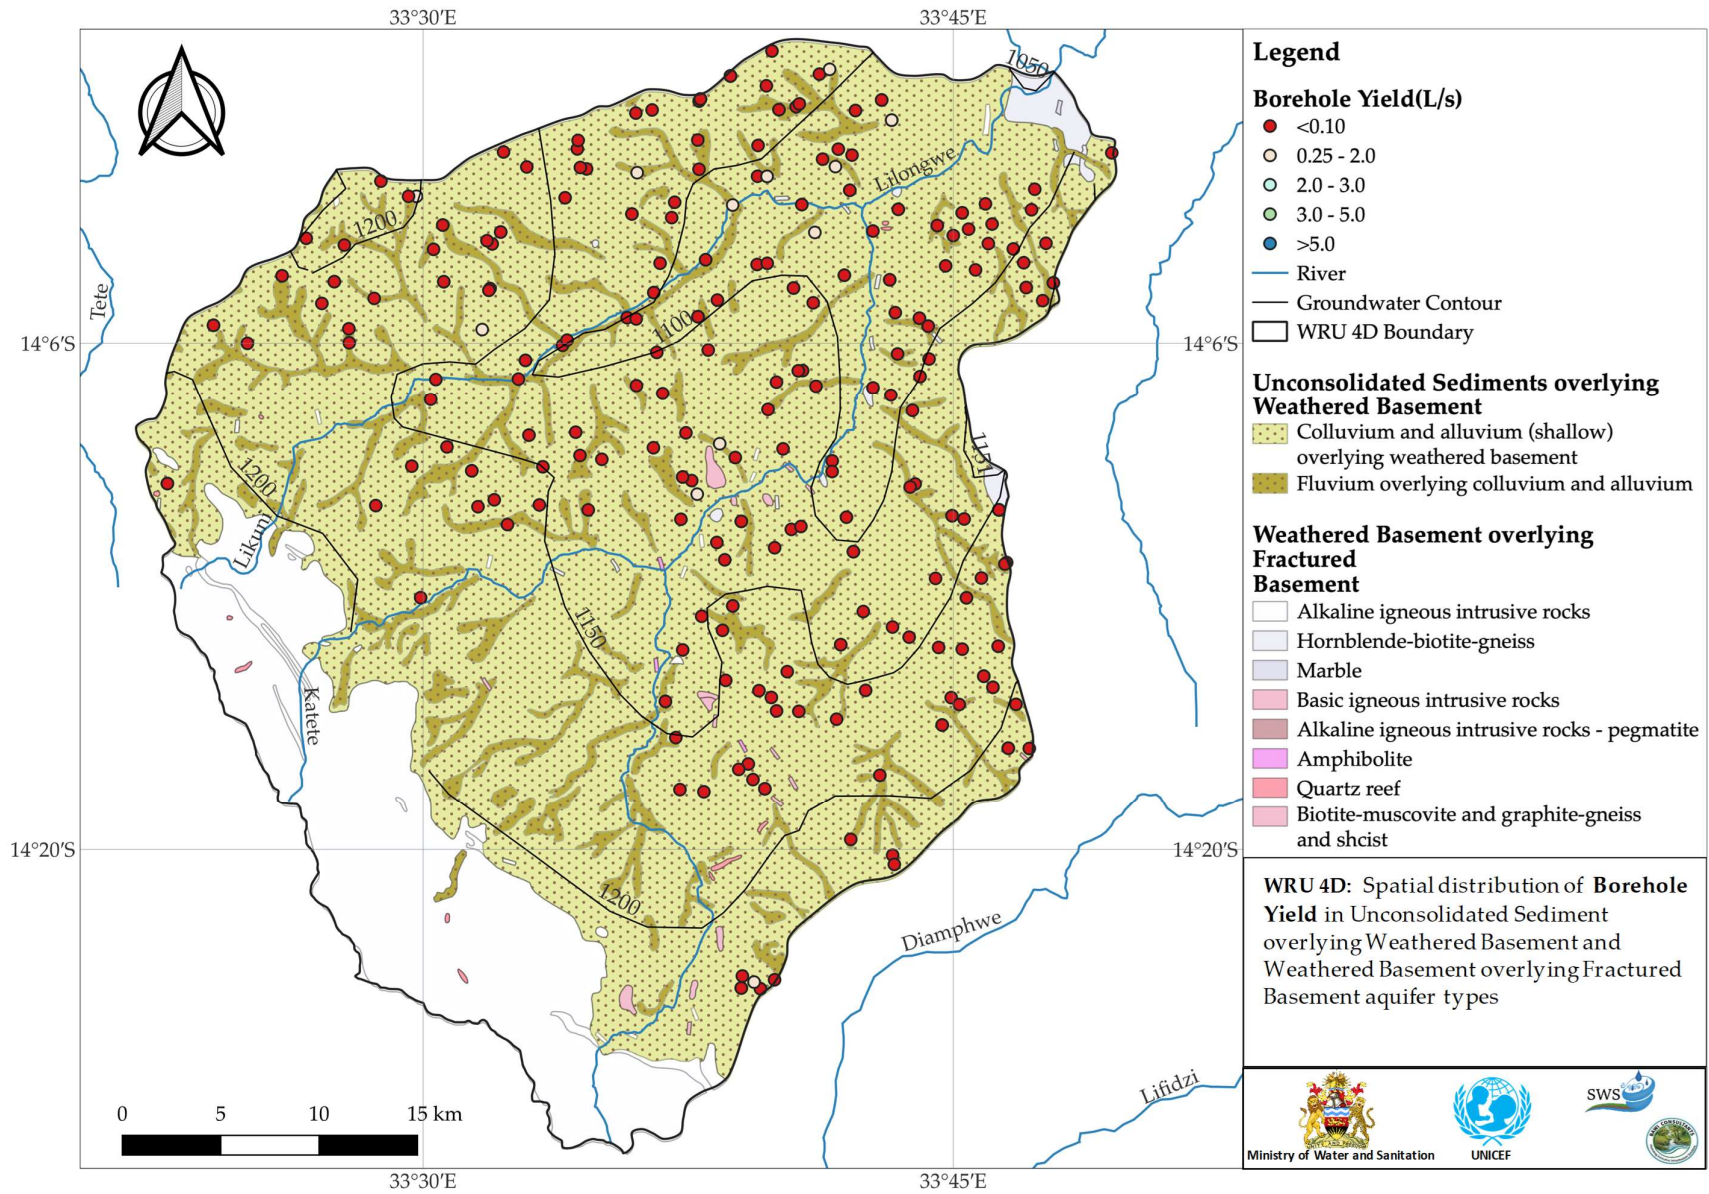 33°30′E
33°45′E
1050
Lilongwe
1200
Tete
1100
14°6′S
14°6′S
1200
1151
Likuni
1150
Katete
14°20′S
14°20′S
1200
Diamphwe
Lifidzi
0 5 10 15 km
33°30′E
33°45′E
Legend
Borehole Yield(L/s)
<0.10
0.25 - 2.0
2.0 - 3.0
3.0 - 5.0
>5.0
River
Groundwater Contour
WRU 4D Boundary
Unconsolidated Sediments overlying
Weathered Basement
Colluvium and alluvium (shallow)
overlying weathered basement
Fluvium overlying colluvium and alluvium
Weathered Basement overlying
Fractured
Basement
Alkaline igneous intrusive rocks
Hornblende-biotite-gneiss
Marble
Basic igneous intrusive rocks
Alkaline igneous intrusive rocks - pegmatite
Amphibolite
Quartz reef
Biotite-muscovite and graphite-gneiss
and shcist
WRU 4D: Spatial distribution of Borehole
Yield in Unconsolidated Sediment
overlying Weathered Basement and
Weathered Basement overlying Fractured
Basement aquifer types
Ministry of Water and Sanitation
UNICEF
SWS